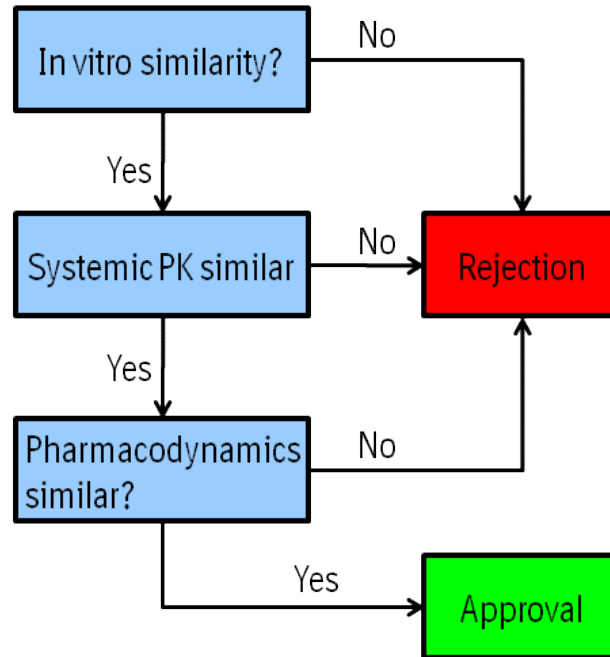 In vitro similarity?
No
Yes
Systemic PK similar
No
Rejection
Yes
Pharmacodynamics
similar?
No
Yes
Approval